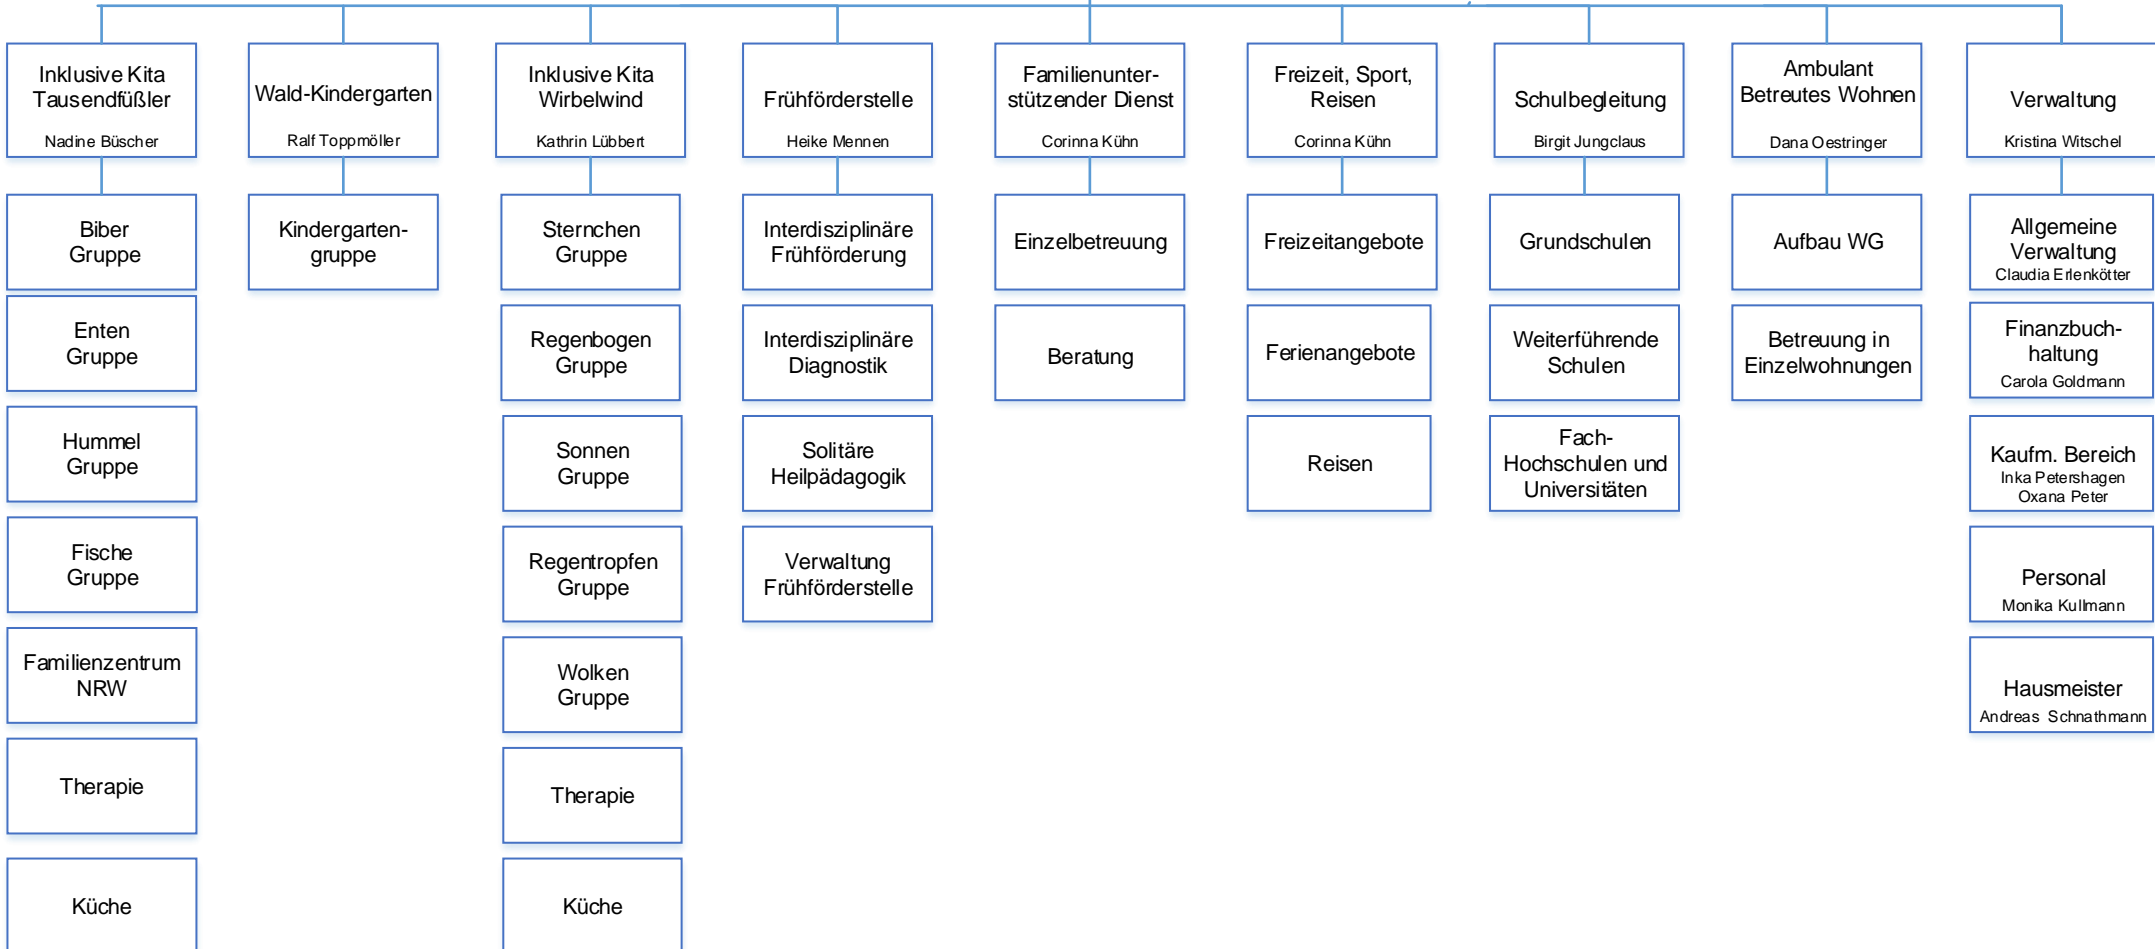 Inklusive Kita
Tausendfüßler
Nadine Büscher
Wald-Kindergarten
Ralf Toppmöller
Inklusive Kita
Wirbelwind
Kathrin Lübbert
Frühförderstelle
Heike Mennen
Familienunter-
stützender Dienst
Corinna Kühn
Freizeit, Sport,
Reisen
Corinna Kühn
Schulbegleitung
Birgit Jungclaus
Ambulant
Betreutes Wohnen
Dana Oestringer
Verwaltung
Kristina Witschel
Biber
Gruppe
Enten
Gruppe
Hummel
Gruppe
Fische
Gruppe
Familienzentrum
NRW
Therapie
Küche
Kindergarten-
gruppe
Sternchen
Gruppe
Regenbogen
Gruppe
Sonnen
Gruppe
Regentropfen
Gruppe
Wolken
Gruppe
Therapie
Küche
Interdisziplinäre
Frühförderung
Interdisziplinäre
Diagnostik
Solitäre
Heilpädagogik
Verwaltung
Frühförderstelle
Einzelbetreuung
Beratung
Freizeitangebote
Ferienangebote
Reisen
Grundschulen
Weiterführende
Schulen
Fach-
Hochschulen und
Universitäten
Aufbau WG
Betreuung in
Einzelwohnungen
Allgemeine
Verwaltung
Claudia Erlenkötter
Finanzbuch-
haltung
Carola Goldmann
Kaufm. Bereich
Inka Petershagen
Oxana Peter
Personal
Monika Kullmann
Hausmeister
Andreas Schnathmann